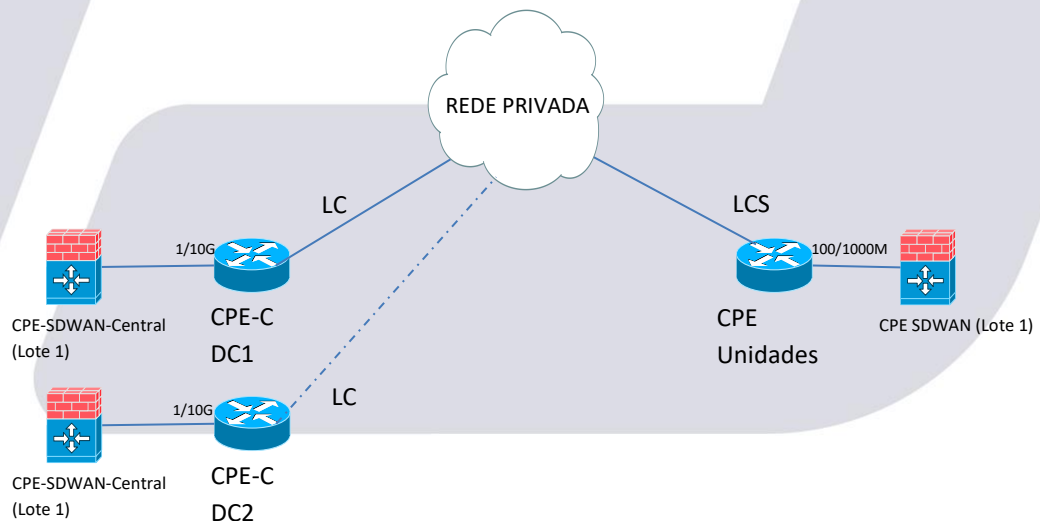 REDE PRIVADA
LC
LCS
1/10G
100/1000M
CPE-SDWAN-Central
(Lote 1)
CPE-C
DC1
CPE
Unidades
CPE SDWAN (Lote 1)
LC
1/10G
CPE-SDWAN-Central
(Lote 1)
CPE-C
DC2